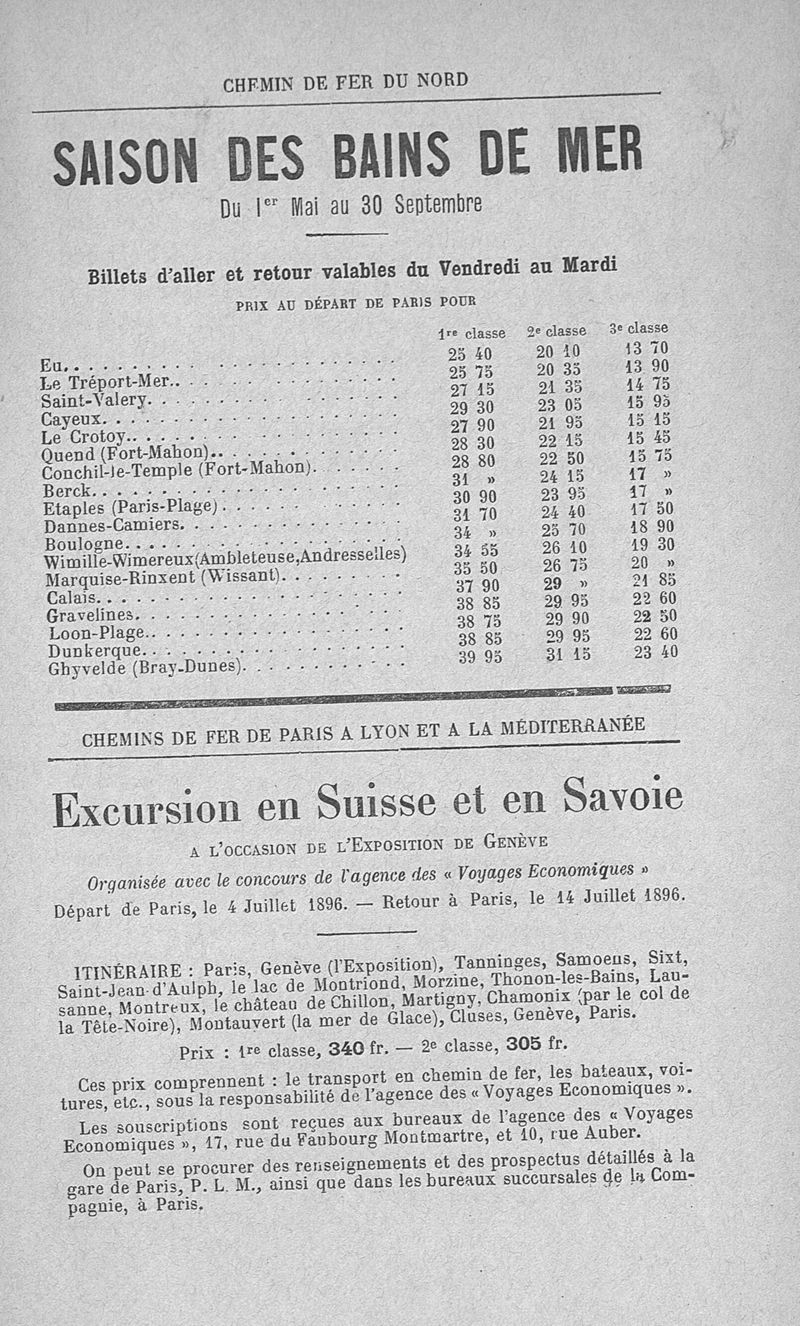 CHEMIN DE FER DU NORD
SAISON DES BAINS DE MER
Du 1er Mai au 30 Septembre
Billets d'aller et retour valables du Vendredi au Mardi
PRIX AU DÉPART DE PARIS POUR
1re classe 2e classe 3e classe
Eu. 25 40 20 10 13 70
Le Tréport-Mer. 25 75 20 35 13 90
Saint-Valery. 27 15 21 35 14 75
Cayeux. 29 30 23 05 15 95
Le Crotoy. 27 90 21 95 15 15
Quend (Fort-Mahon). 28 30 22 15 15 45
Conchil-le-Temple (Fort-Mahon). 28 80 22 50 15 75
Berck. 31 » 24 15 17 »
Etaples (Paris-Plage). 30 90 23 95 17 »
Dannes-Camiers. 31 70 24 40 17 50
Boulogne. 34 » 25 70 18 90
Wimille-Wimereux(Ambleteuse,Andresselles) 34 55 26 10 19 30
Marquise-Rinxent (Wissant). 35 50 26 75 20 »
Calais. 37 90 29 » 21 85
Gravelines. 38 85 29 95 22 60
Loon-Plage. 38 75 29 90 22 50
Dunkerque. 38 85 29 95 22 60
Ghyvelde (Bray-Dunes). 39 95 31 15 23 40
CHEMINS DE FER DE PARIS A LYON ET A LA MÉDITERRANÉE
Excursion en Suisse et en Savoie
A L'OCCASION DE L'EXPOSITION DE GENÈVE
Organisée avec le concours de l'agence des « Voyages Economiques »
Départ de Paris, le 4 Juillet 1896. — Retour à Paris, le 14 Juillet 1896.
ITINÉRAIRE : Paris, Genève (l'Exposition), Tanninges, Samoens, Sixt,
Saint-Jean-d'Aulph, le lac de Montriond, Morzine, Thonon-les-Bains, Lau-
sanne, Montreux, le château de Chillon, Martigny, Chamonix (par le col de
la Tête-Noire), Montauvert (la mer de Glace), Cluses, Genève, Paris.
Prix : 1re classe, 340 fr. — 2e classe, 305 fr.
Ces prix comprennent : le transport en chemin de fer, les bateaux, voi-
tures, etc., sous la responsabilité de l'agence des « Voyages Economiques ».
Les souscriptions sont reçues aux bureaux de l'agence des « Voyages
Economiques », 17, rue du Faubourg Montmartre, et 10, rue Auber.
On peut se procurer des renseignements et des prospectus détaillés à la
gare de Paris, P. L. M., ainsi que dans les bureaux succursales de la Com-
pagnie, à Paris.